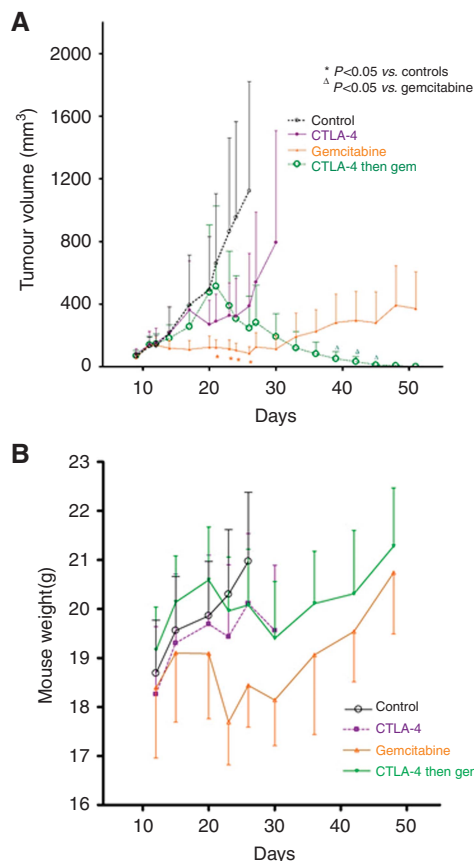 A
* P<0.05 vs. controls
Δ P<0.05 vs. gemcitabine
Control
CTLA-4
Gemcitabine
CTLA-4 then gem
Tumour volume (mm3)
2000
1600
1200
800
400
0
10 20 30 40 50
Days
B
Mouse weight(g)
23
22
21
20
19
18
17
16
Control
CTLA-4
Gemcitabine
CTLA-4 then ger
10 20 30 40 50
Days